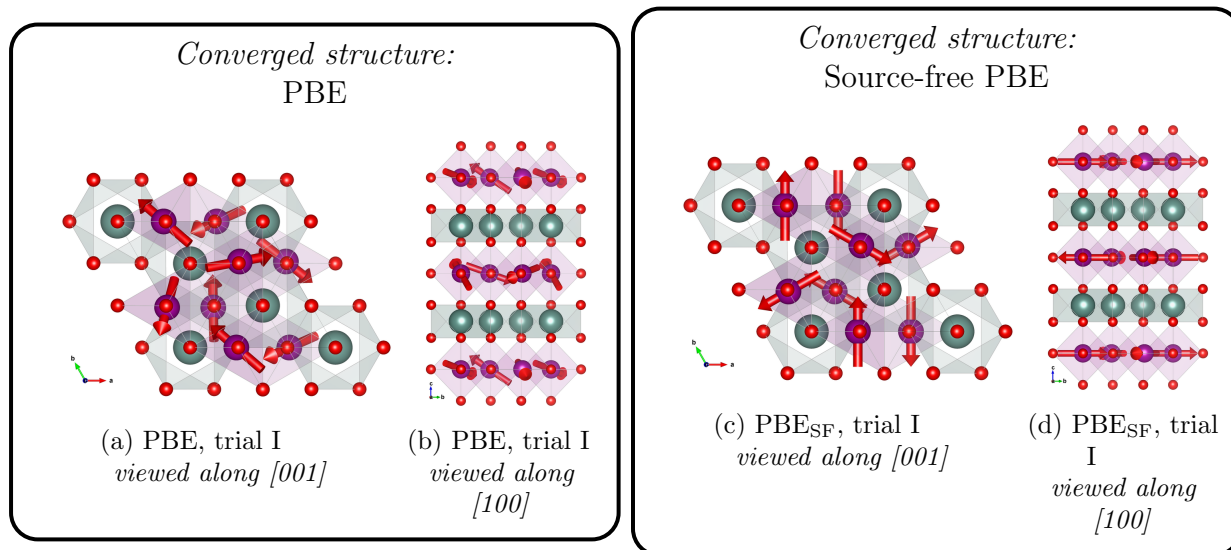 Converged structure:
PBE
b
a
c
b
(a) PBE, trial I
viewed along [001]
(b) PBE, trial I
viewed along
[100]
Converged structure:
Source-free PBE
b
a
c
b
(c) PBE_SF, trial I
viewed along [001]
(d) PBE_SF, trial
I
viewed along
[100]